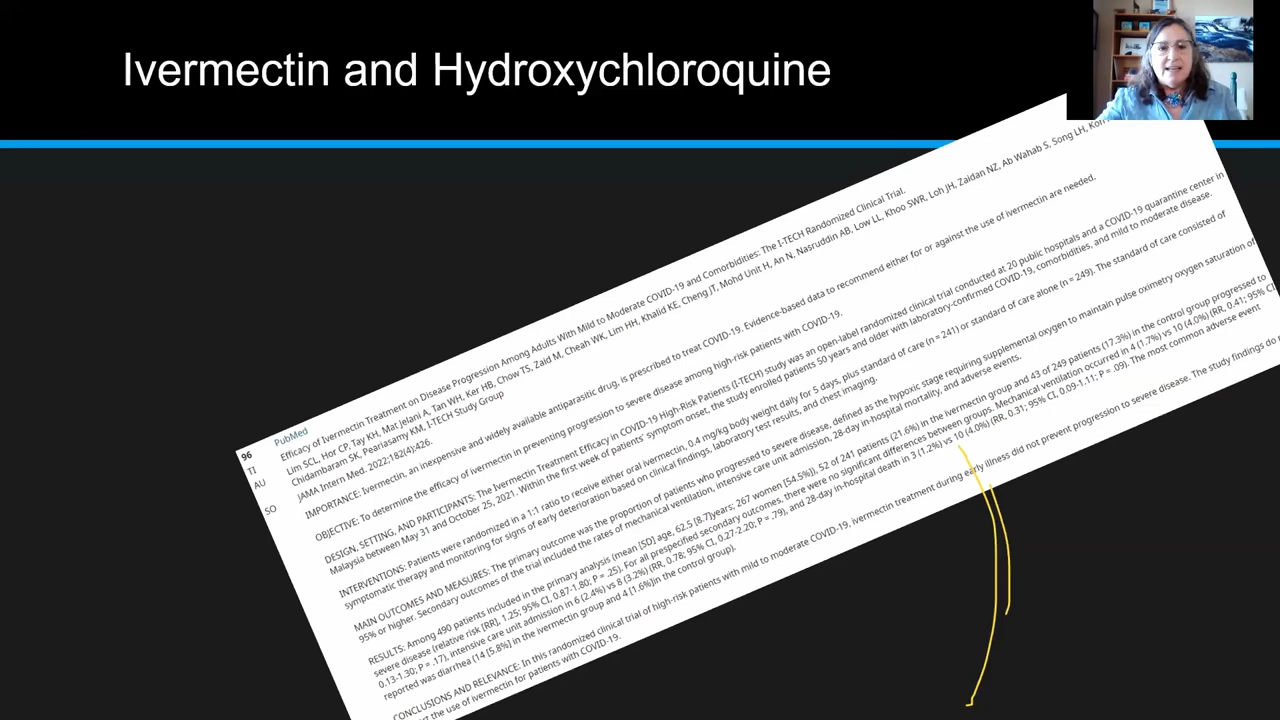 Ivermectin and Hydroxychloroquine
96 PubMed
TI Efficacy of Ivermectin Treatment on Disease Progression Among Adults With Mild to Moderate COVID-19 and Comorbidities: The I-TECH Randomized Clinical Trial.
AU Lim SCL, Hor CP, Tay KH, Mat Jelani A, Tan WH, Ker HB, Chow TS, Zaid M, Cheah WK, Lim HH, Khalid KE, Cheng JT, Mohd Unit H, An N, Nasruddin AB, Low LL, Khoo SWR, Loh JH, Zaidan NZ, Ab Wahab S, Song LH,
Chidambaram SK, Peariasamy KM, I-TECH Study Group
SO JAMA Intern Med. 2022;182(4):426.
IMPORTANCE: Ivermectin, an inexpensive and widely available antiparasitic drug, is prescribed to treat COVID-19. Evidence-based data to recommend either for or against the use of ivermectin are needed.
OBJECTIVE: To determine the efficacy of ivermectin in preventing progression to severe disease among high-risk patients with COVID-19.
DESIGN, SETTING, AND PARTICIPANTS: The Ivermectin Treatment Efficacy in COVID-19 High-Risk Patients (I-TECH) study was an open-label randomized clinical trial conducted at 20 public hospitals and a COVID-19 quarantine center in
Malaysia between May 31 and October 25, 2021. Within the first week of patients' symptom onset, the study enrolled patients 50 years and older with laboratory-confirmed COVID-19, comorbidities, and mild to moderate disease.
INTERVENTIONS: Patients were randomized in a 1:1 ratio to receive either oral ivermectin, 0.4 mg/kg body weight daily for 5 days, plus standard of care (n = 241) or standard of care alone (n = 249). The standard of care consisted of
symptomatic therapy and monitoring for signs of early deterioration based on clinical findings, laboratory test results, and chest imaging.
MAIN OUTCOMES AND MEASURES: The primary outcome was the proportion of patients who progressed to severe disease, defined as the hypoxic stage requiring supplemental oxygen to maintain pulse oximetry oxygen saturation of
95% or higher. Secondary outcomes of the trial included the rates of mechanical ventilation, intensive care unit admission, 28-day in-hospital mortality, and adverse events.
RESULTS: Among 490 patients included in the primary analysis (mean [SD] age, 62.5 [8.7]years; 267 women [54.5%]), 52 of 241 patients (21.6%) in the ivermectin group and 43 of 249 patients (17.3%) in the control group progressed to
severe disease (relative risk [RR], 1.25; 95% CI, 0.87-1.80; P = .25). For all prespecified secondary outcomes, there were no significant differences between groups. Mechanical ventilation occurred in 4 (1.7%) vs 10 (4.0%) (RR, 0.41; 95% CI,
0.13-1.30; P = .17), intensive care unit admission in 6 (2.4%) vs 8 (3.2%) (RR, 0.78; 95% CI, 0.27-2.20; P = .79), and 28-day in-hospital death in 3 (1.2%) vs 10 (4.0%) (RR, 0.31; 95% CI, 0.09-1.11; P = .09). The most common adverse event
reported was diarrhea (14 [5.8%] in the ivermectin group and 4 [1.6%]in the control group).
CONCLUSIONS AND RELEVANCE: In this randomized clinical trial of high-risk patients with mild to moderate COVID-19, ivermectin treatment during early illness did not prevent progression to severe disease. The study findings do
the use of ivermectin for patients with COVID-19.